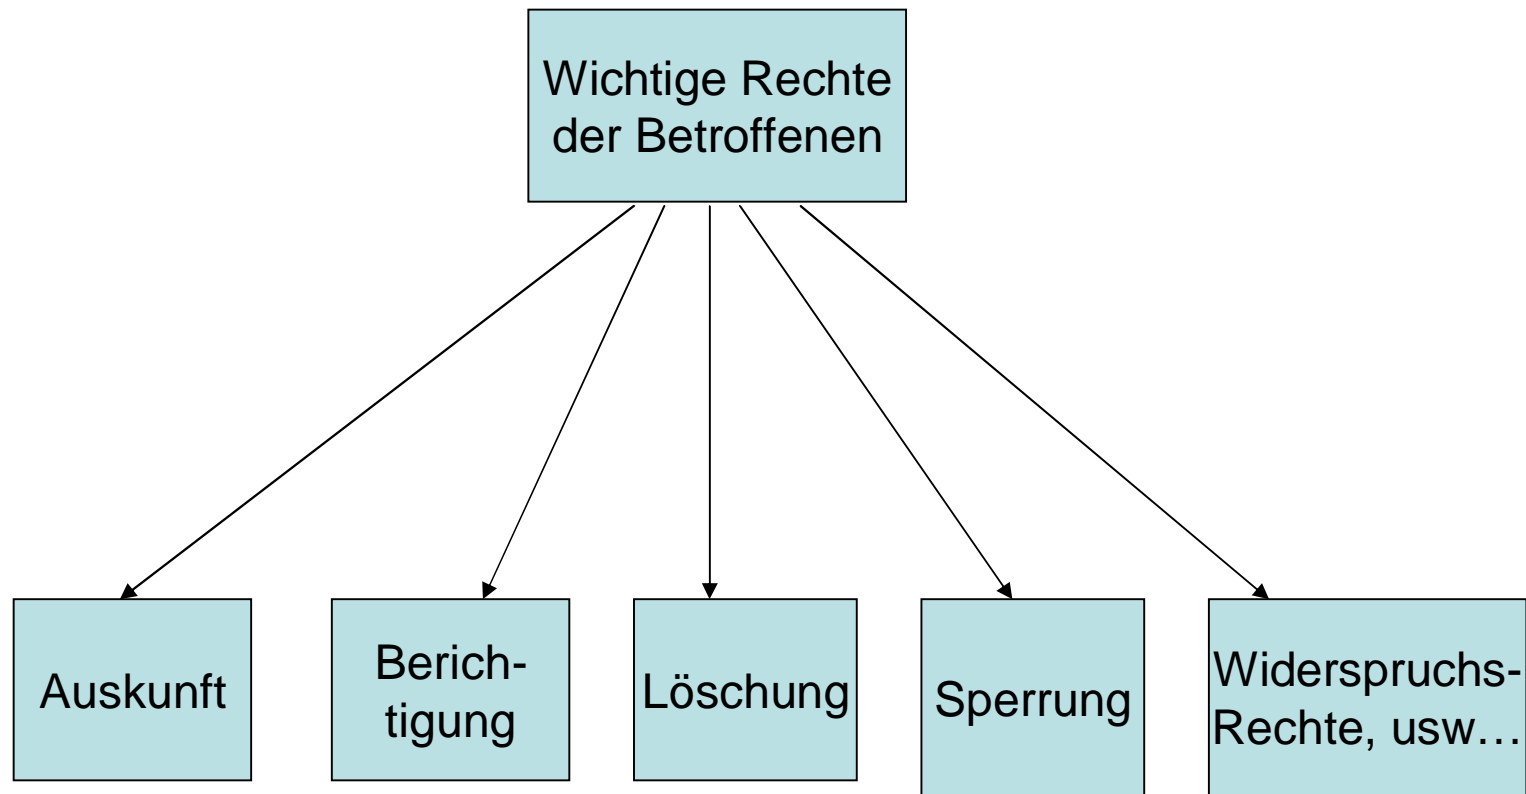 Wichtige Rechte
der Betroffenen
Auskunft
Berich-
tigung
Löschung
Sperrung
Widerspruchs-
Rechte, usw…